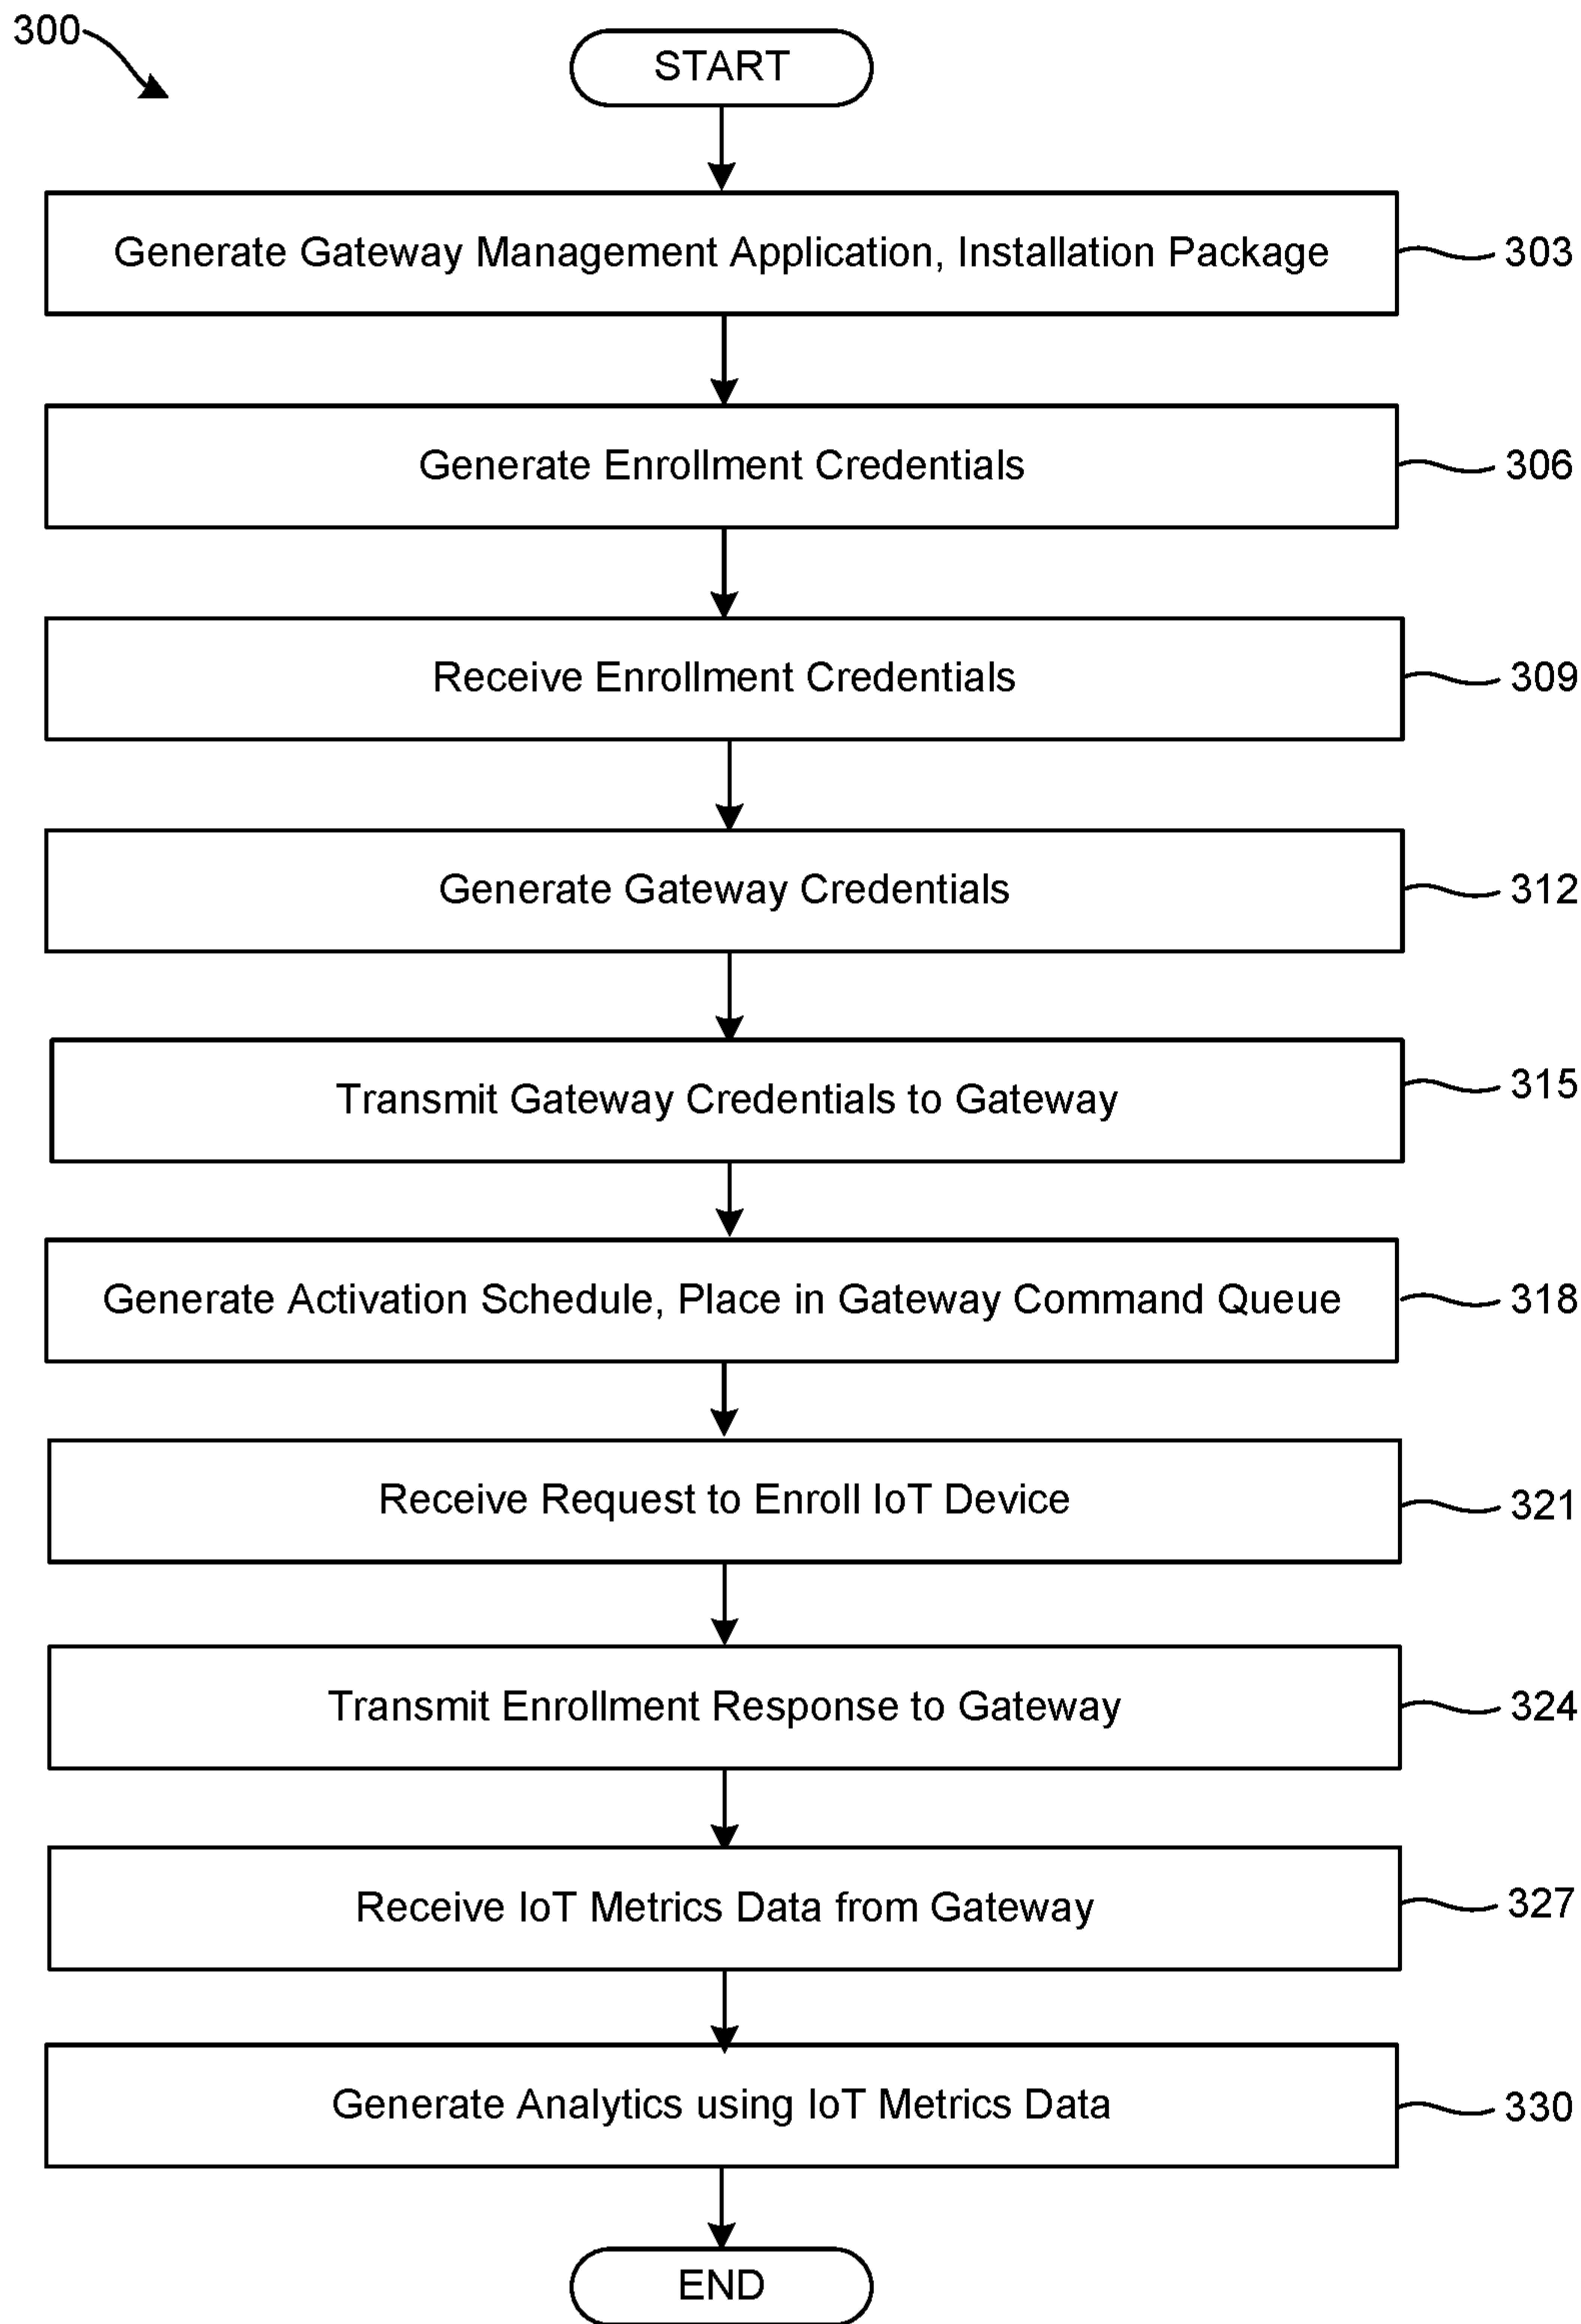 300
START
Generate Gateway Management Application, Installation Package
303
Generate Enrollment Credentials
306
Receive Enrollment Credentials
309
Generate Gateway Credentials
312
Transmit Gateway Credentials to Gateway
315
Generate Activation Schedule, Place in Gateway Command Queue
318
Receive Request to Enroll IoT Device
321
Transmit Enrollment Response to Gateway
324
Receive IoT Metrics Data from Gateway
327
Generate Analytics using IoT Metrics Data
330
END